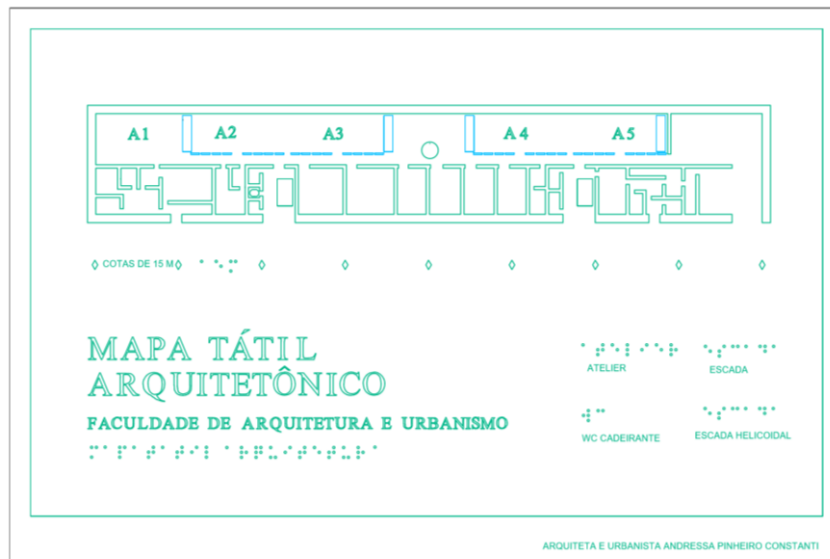 A1 A2 A3 A4 A5
COTAS DE 15 M
MAPA TÁTIL
ARQUITETÔNICO
FACULDADE DE ARQUITETURA E URBANISMO
ATELIER
ESCADA
WC CADEIRANTE
ESCADA HELICOIDAL
ARQUITETA E URBANISTA ANDRESSA PINHEIRO CONSTANTI